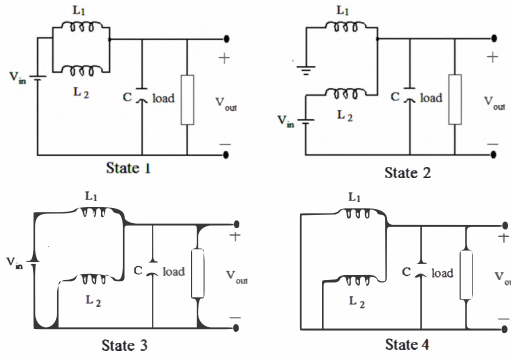 L1
Vin
L2
C
load
+
Vout
−
State 1
L1
Vin
L2
C
load
+
Vout
−
State 2
L1
Vin
L2
C
load
+
Vout
−
State 3
L1
L2
C
load
+
Vou
−
State 4